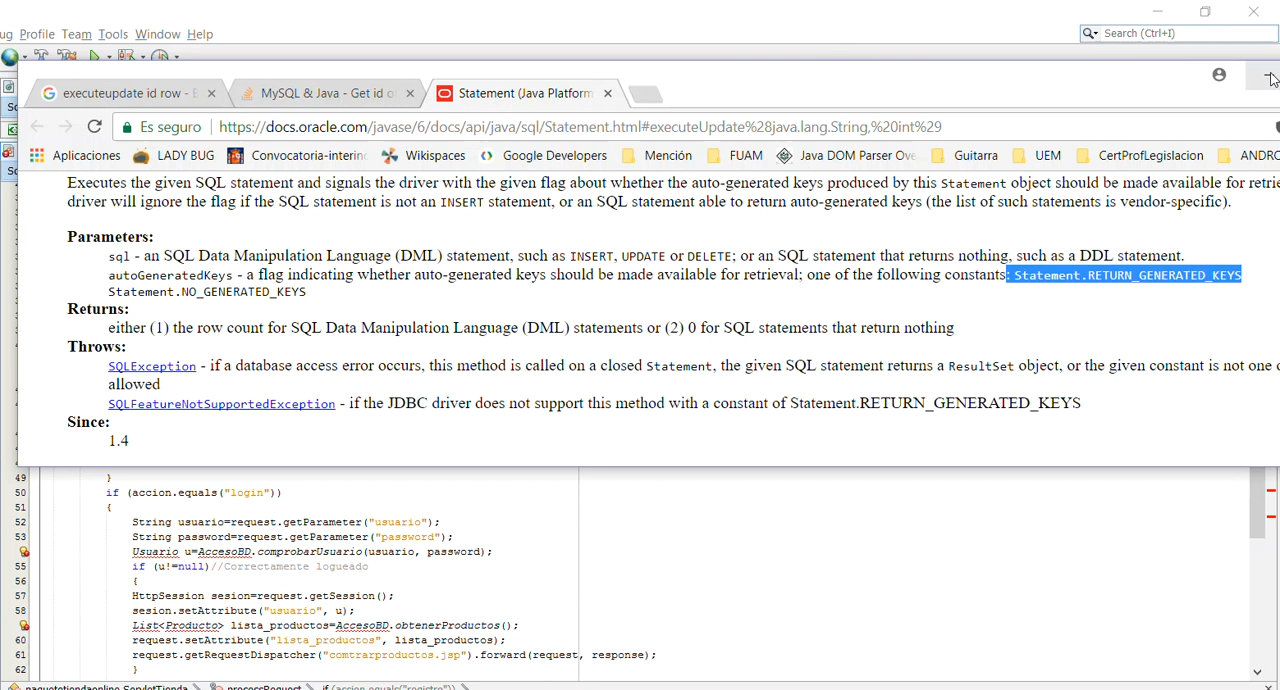 ug Profile Team Tools Window Help
Search (Ctrl+I)
executeupdate id row - E
MySQL & Java - Get id o
Statement (Java Platform
Es seguro
https://docs.oracle.com/javase/6/docs/api/java/sql/Statement.html#executeUpdate%28java.lang.String,%20int%29
Aplicaciones LADY BUG Convocatoria-interin Wikispaces Google Developers Mención FUAM Java DOM Parser Ove Guitarra UEM CertProfLegislacion ANDRO
Executes the given SQL statement and signals the driver with the given flag about whether the auto-generated keys produced by this Statement object should be made available for retrie
driver will ignore the flag if the SQL statement is not an INSERT statement, or an SQL statement able to return auto-generated keys (the list of such statements is vendor-specific).
Parameters:
sql - an SQL Data Manipulation Language (DML) statement, such as INSERT, UPDATE or DELETE; or an SQL statement that returns nothing, such as a DDL statement.
autoGeneratedKeys - a flag indicating whether auto-generated keys should be made available for retrieval; one of the following constants: Statement.RETURN_GENERATED_KEYS
Statement.NO_GENERATED_KEYS
Returns:
either (1) the row count for SQL Data Manipulation Language (DML) statements or (2) 0 for SQL statements that return nothing
Throws:
SQLException - if a database access error occurs, this method is called on a closed Statement, the given SQL statement returns a ResultSet object, or the given constant is not one o
allowed
SQLFeatureNotSupportedException - if the JDBC driver does not support this method with a constant of Statement.RETURN_GENERATED_KEYS
Since:
1.4
49 }
50 if (accion.equals("login"))
51 {
52 String usuario=request.getParameter("usuario");
53 String password=request.getParameter("password");
Usuario u=AccesoBD.comprobarUsuario(usuario, password);
55 if (u!=null)//Correctamente logueado
56 {
57 HttpSession sesion=request.getSession();
58 sesion.setAttribute("usuario", u);
List<Producto> lista_productos=AccesoBD.obtenerProductos();
60 request.setAttribute("lista_productos", lista_productos);
61 request.getRequestDispatcher("comtrarproductos.jsp").forward(request, response);
62 }
paquetetiendaonline.ServletTienda processRequest if (accion.equals("registro"))